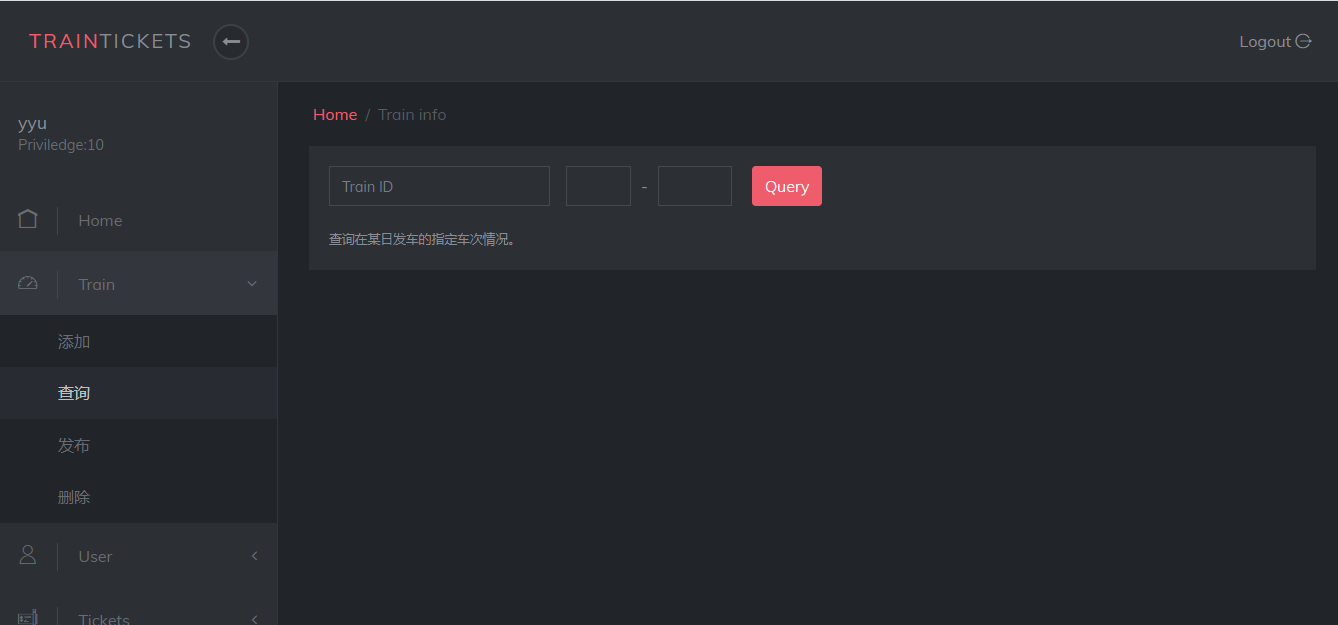 TRAINTICKETS
Logout
yyu
Priviledge:10
Home
Train
添加
查询
发布
删除
User
Tickets
Home / Train info
Train ID - Query
查询在某日发车的指定车次情况。